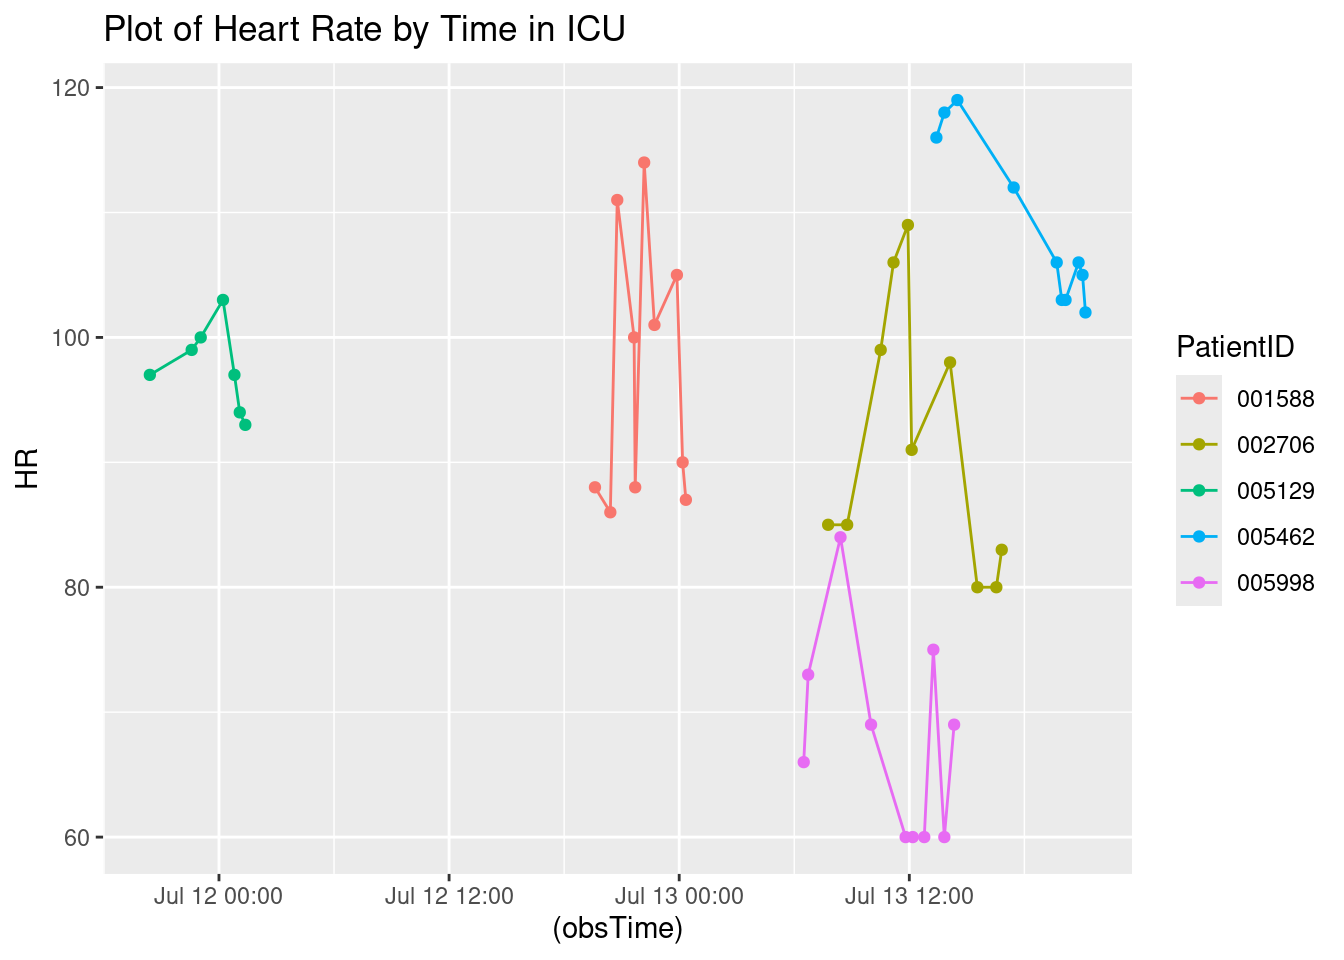 Plot of Heart Rate by Time in ICU
120
100
80
60
HR
Jul 12 00:00
Jul 12 12:00
Jul 13 00:00
Jul 13 12:00
(obsTime)
PatientID
001588
002706
005129
005462
005998